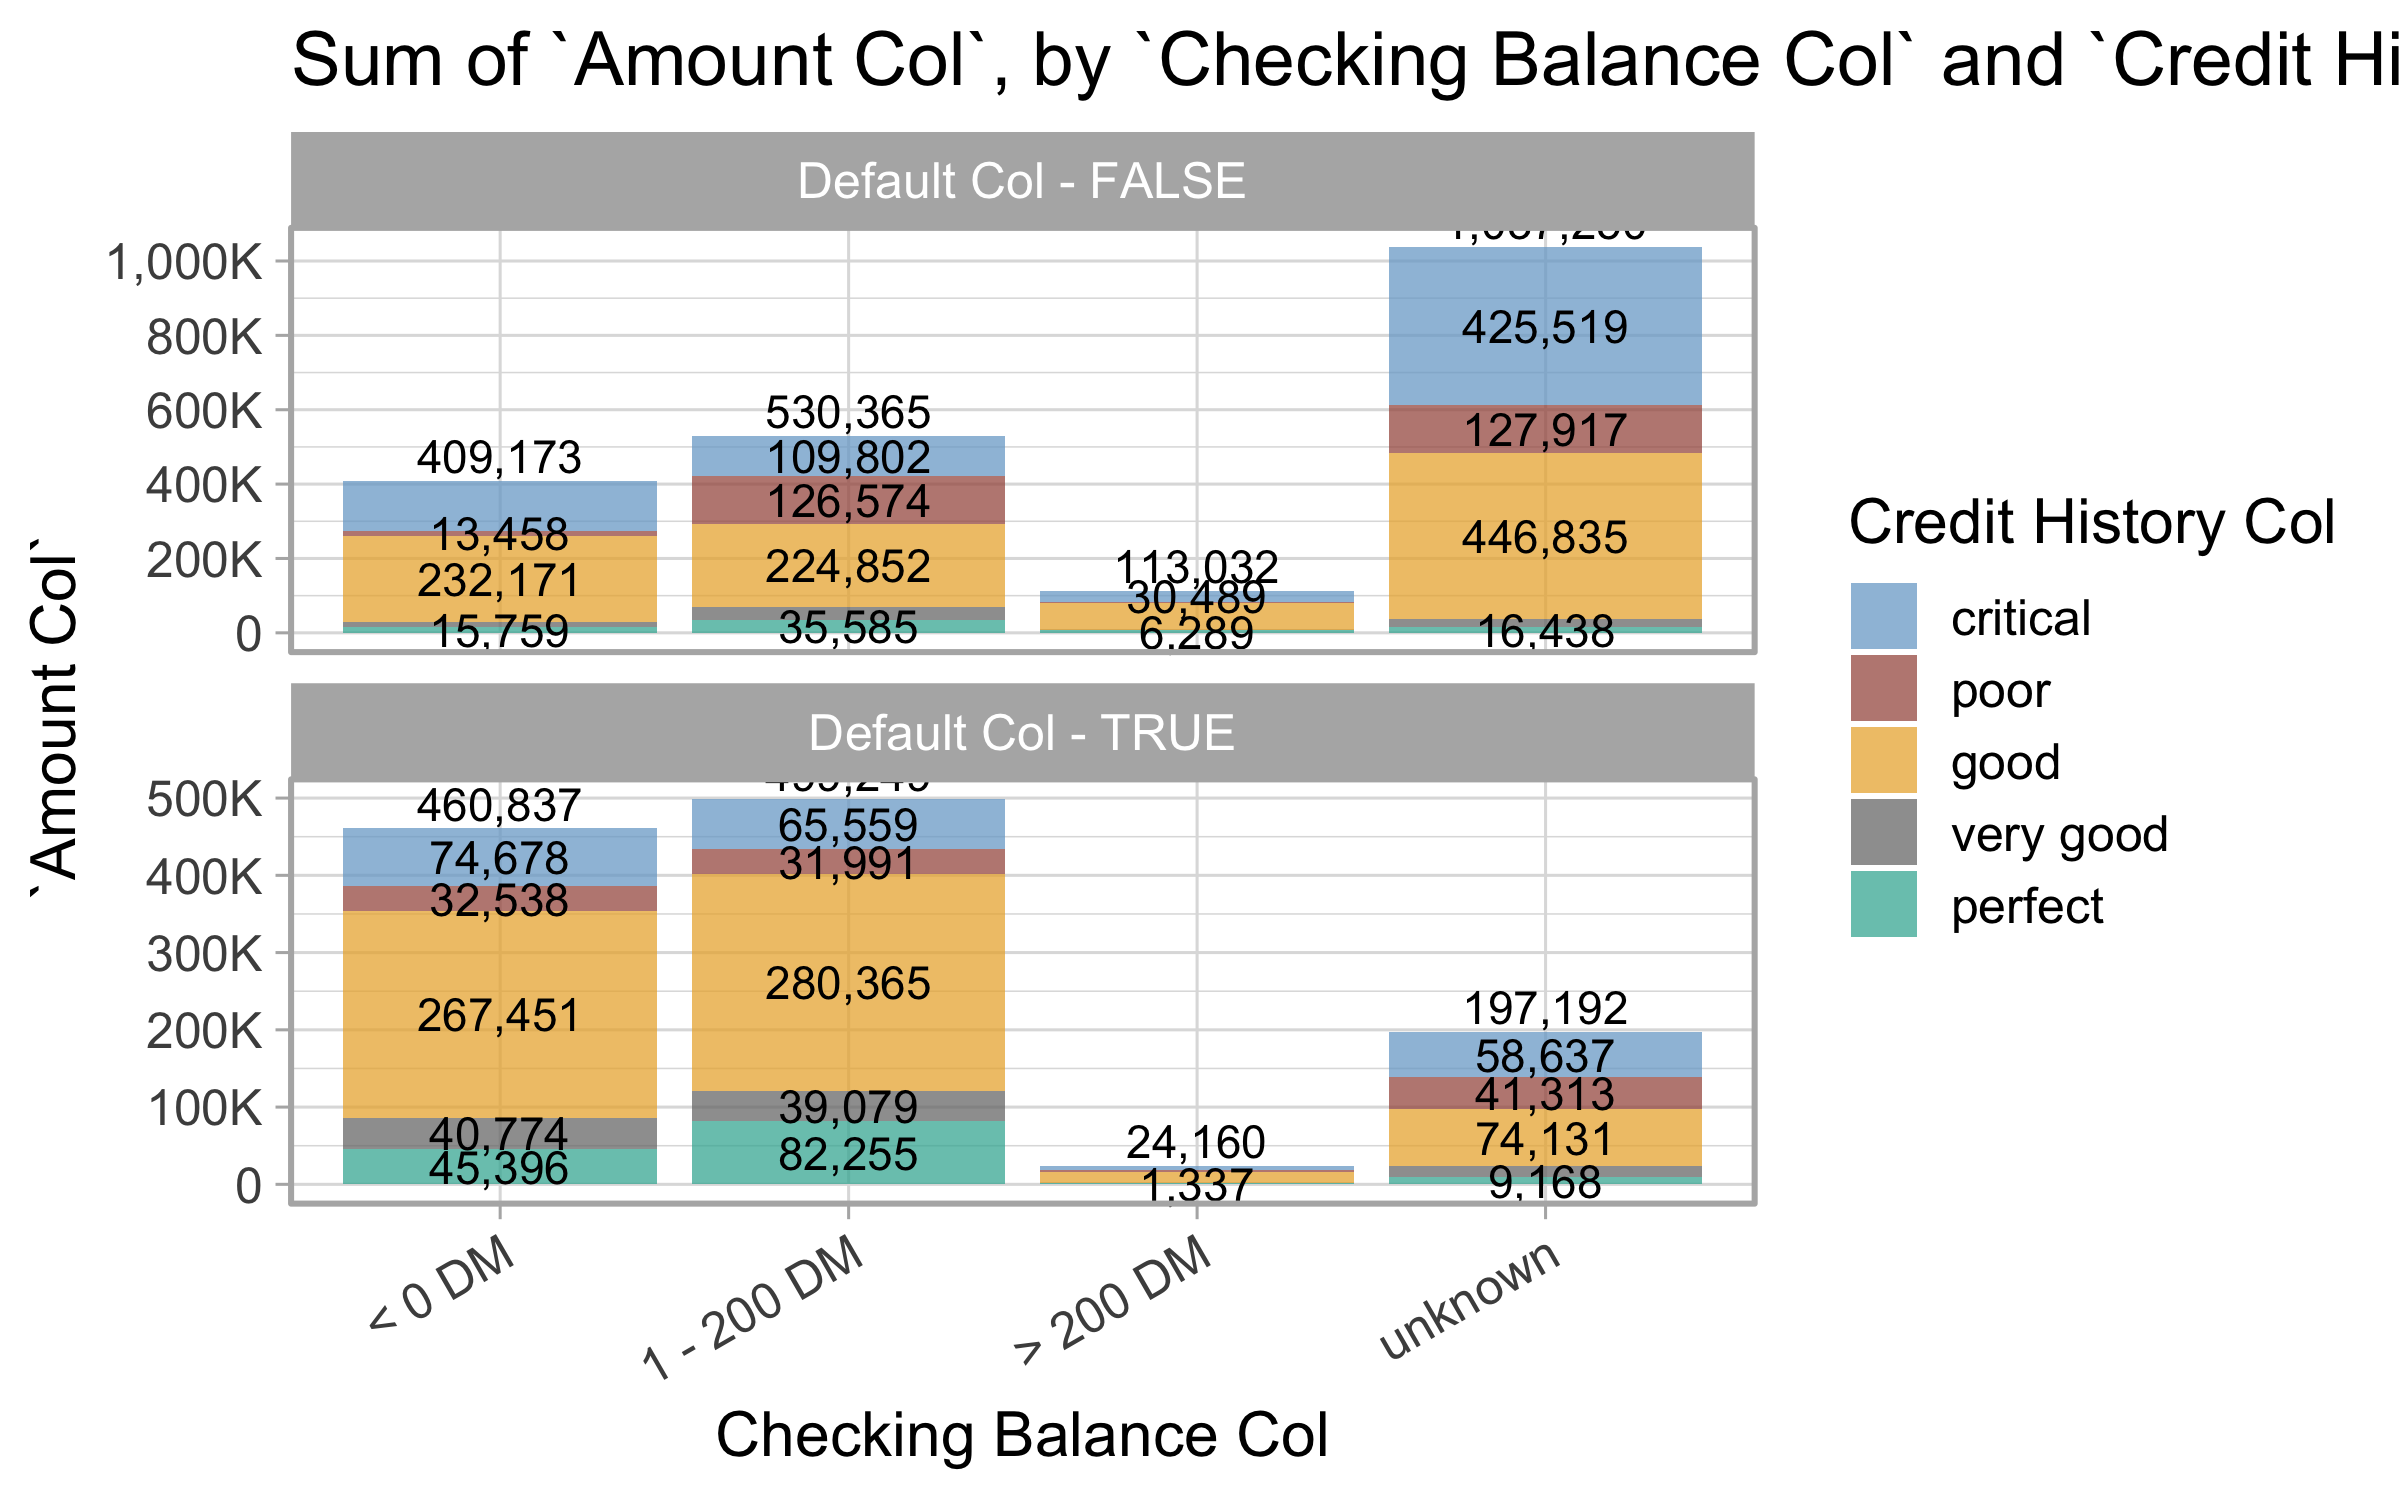 Sum of `Amount Col`, by `Checking Balance Col` and `Credit Hi
Default Col - FALSE
1,000K
800K
600K
400K
200K
0
409,173
13,458
232,171
15,759
530,365
109,802
126,574
224,852
35,585
113,032
30,489
6,289
425,519
127,917
446,835
16,438
Default Col - TRUE
500K
400K
300K
200K
100K
0
460,837
74,678
32,538
267,451
40,774
45,396
65,559
31,991
280,365
39,079
82,255
24,160
1,337
197,192
58,637
41,313
74,131
9,168
< 0 DM
1 - 200 DM
> 200 DM
unknown
Checking Balance Col
`Amount Col`
Credit History Col
critical
poor
good
very good
perfect